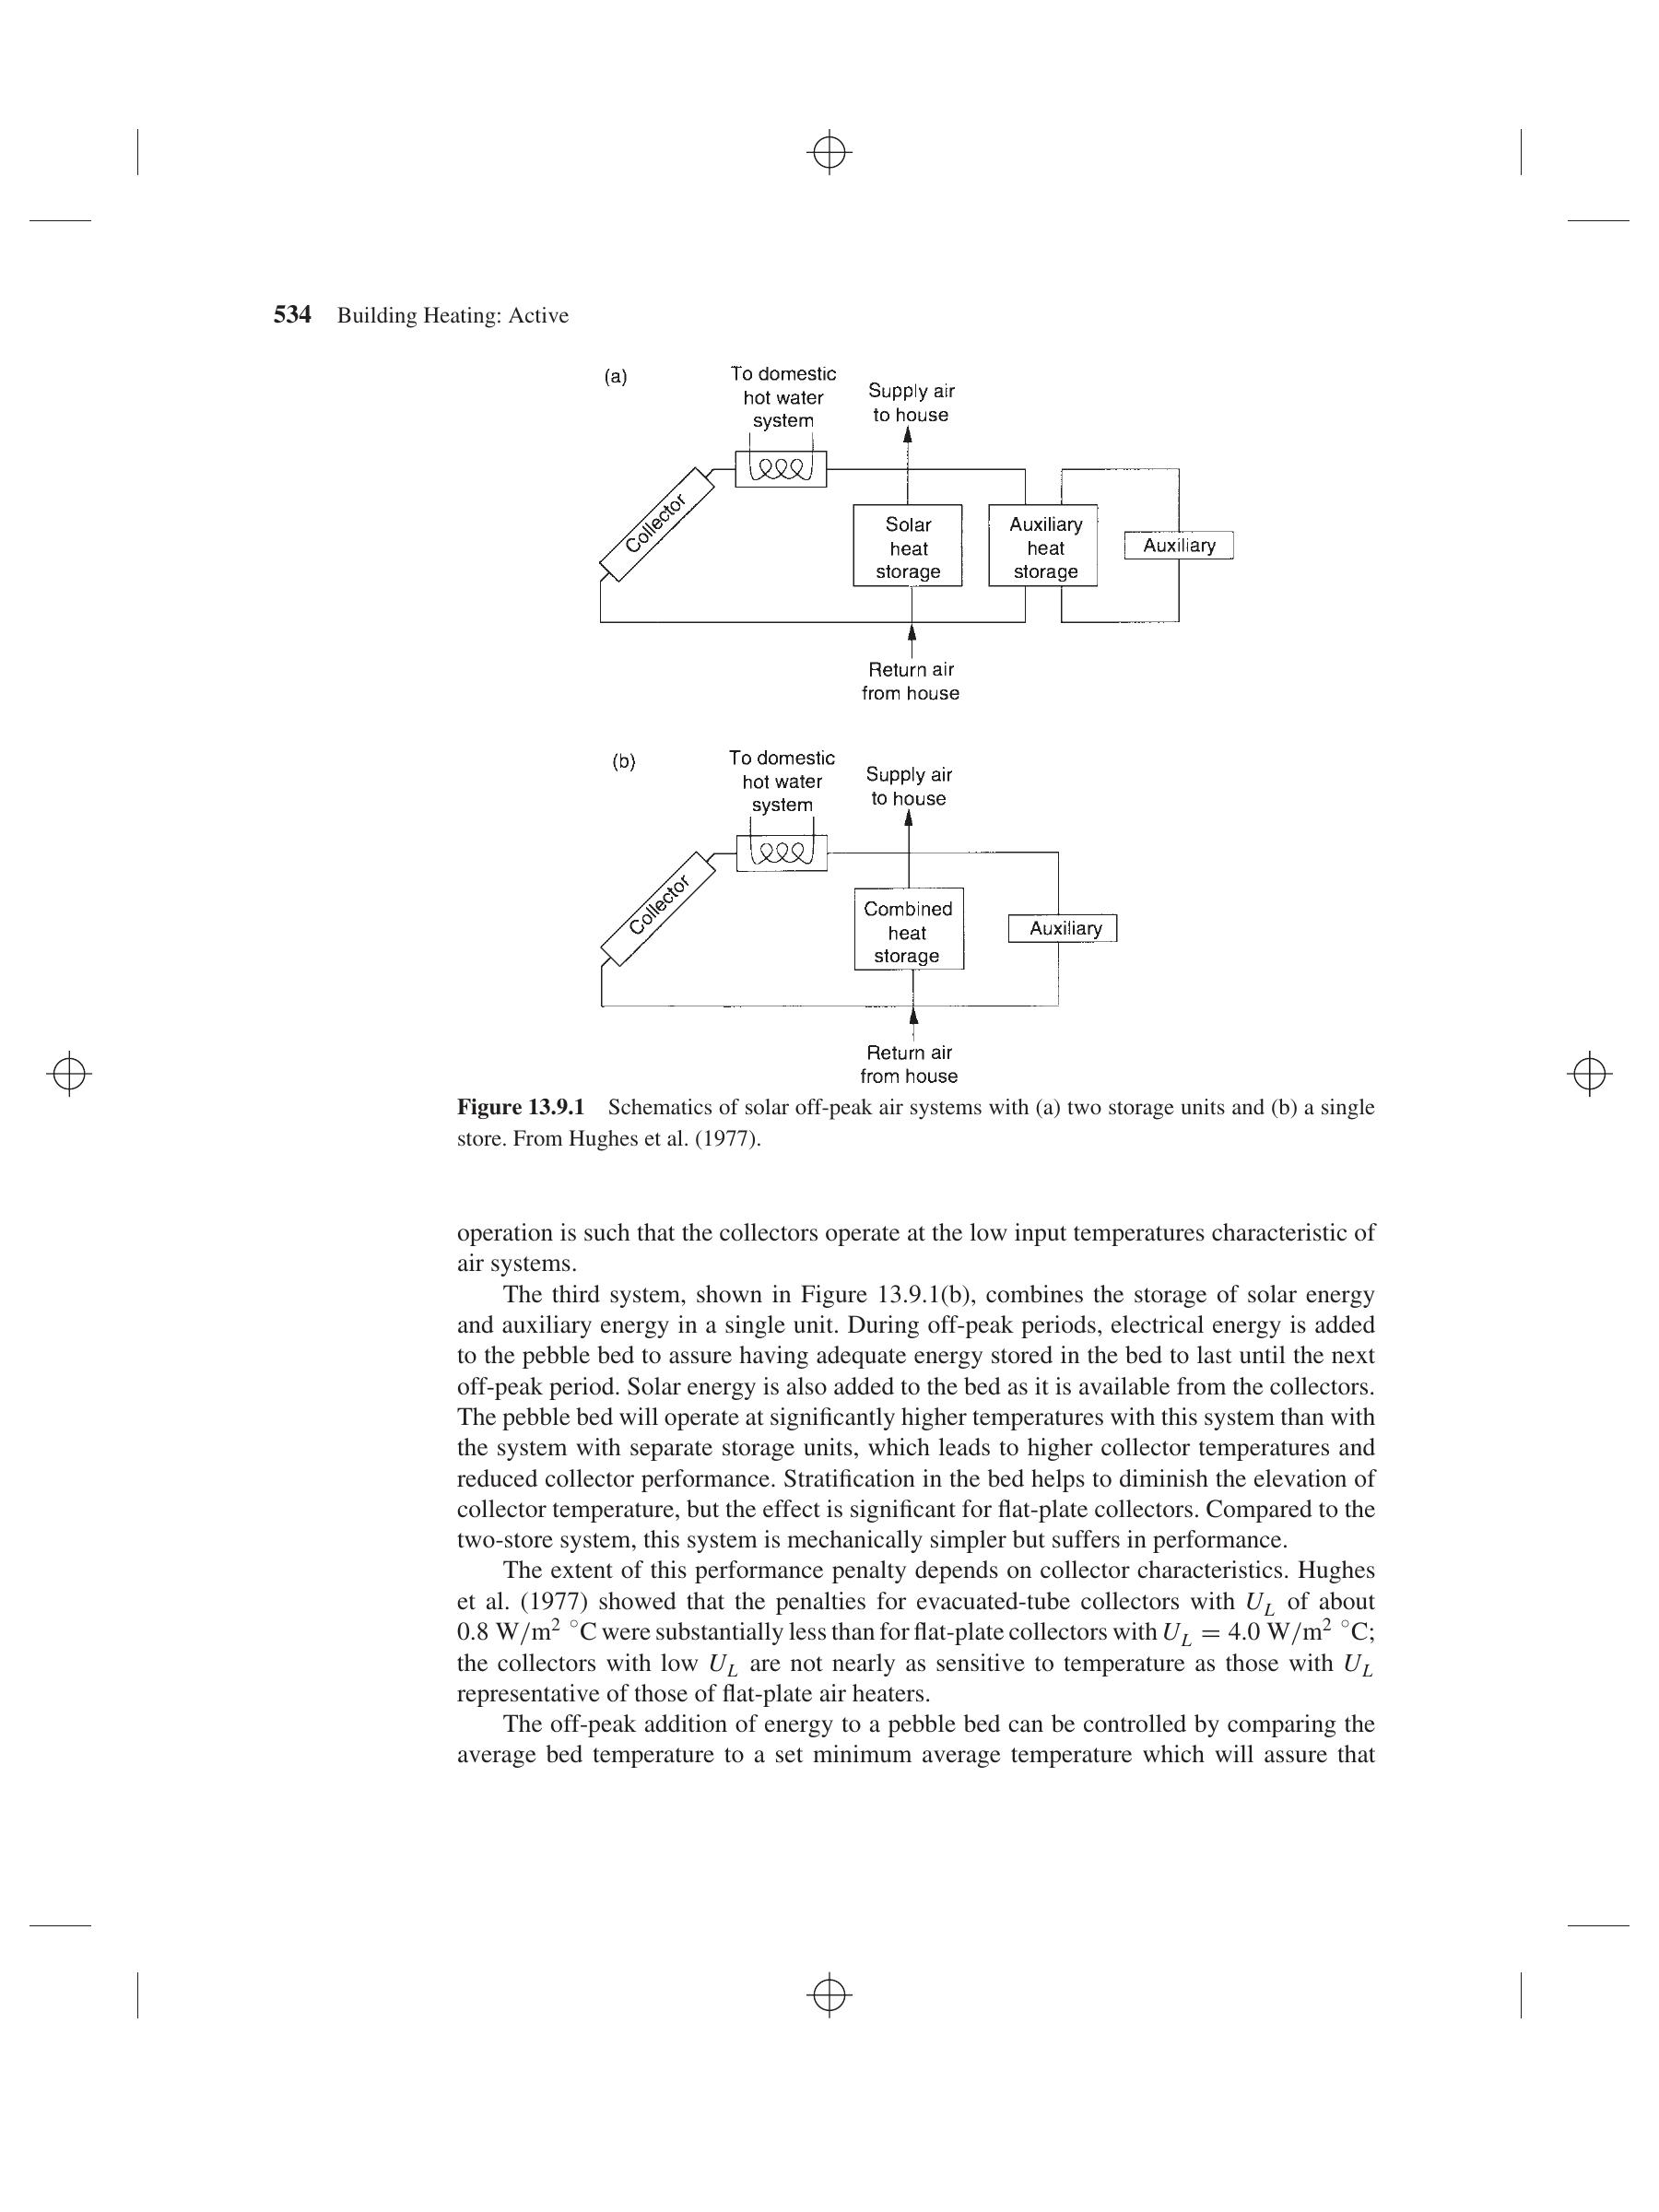 534 Building Heating: Active
(a)
To domestic
hot water
system
Supply air
to house
Collector
Solar
heat
storage
Auxiliary
heat
storage
Auxiliary
Return air
from house
(b)
To domestic
hot water
system
Supply air
to house
Collector
Combined
heat
storage
Auxiliary
Return air
from house
Figure 13.9.1 Schematics of solar off-peak air systems with (a) two storage units and (b) a single
store. From Hughes et al. (1977).
operation is such that the collectors operate at the low input temperatures characteristic of
air systems.
The third system, shown in Figure 13.9.1(b), combines the storage of solar energy
and auxiliary energy in a single unit. During off-peak periods, electrical energy is added
to the pebble bed to assure having adequate energy stored in the bed to last until the next
off-peak period. Solar energy is also added to the bed as it is available from the collectors.
The pebble bed will operate at significantly higher temperatures with this system than with
the system with separate storage units, which leads to higher collector temperatures and
reduced collector performance. Stratification in the bed helps to diminish the elevation of
collector temperature, but the effect is significant for flat-plate collectors. Compared to the
two-store system, this system is mechanically simpler but suffers in performance.
The extent of this performance penalty depends on collector characteristics. Hughes
et al. (1977) showed that the penalties for evacuated-tube collectors with U_L of about
0.8 W/m² °C were substantially less than for flat-plate collectors with U_L = 4.0 W/m² °C;
the collectors with low U_L are not nearly as sensitive to temperature as those with U_L
representative of those of flat-plate air heaters.
The off-peak addition of energy to a pebble bed can be controlled by comparing the
average bed temperature to a set minimum average temperature which will assure that